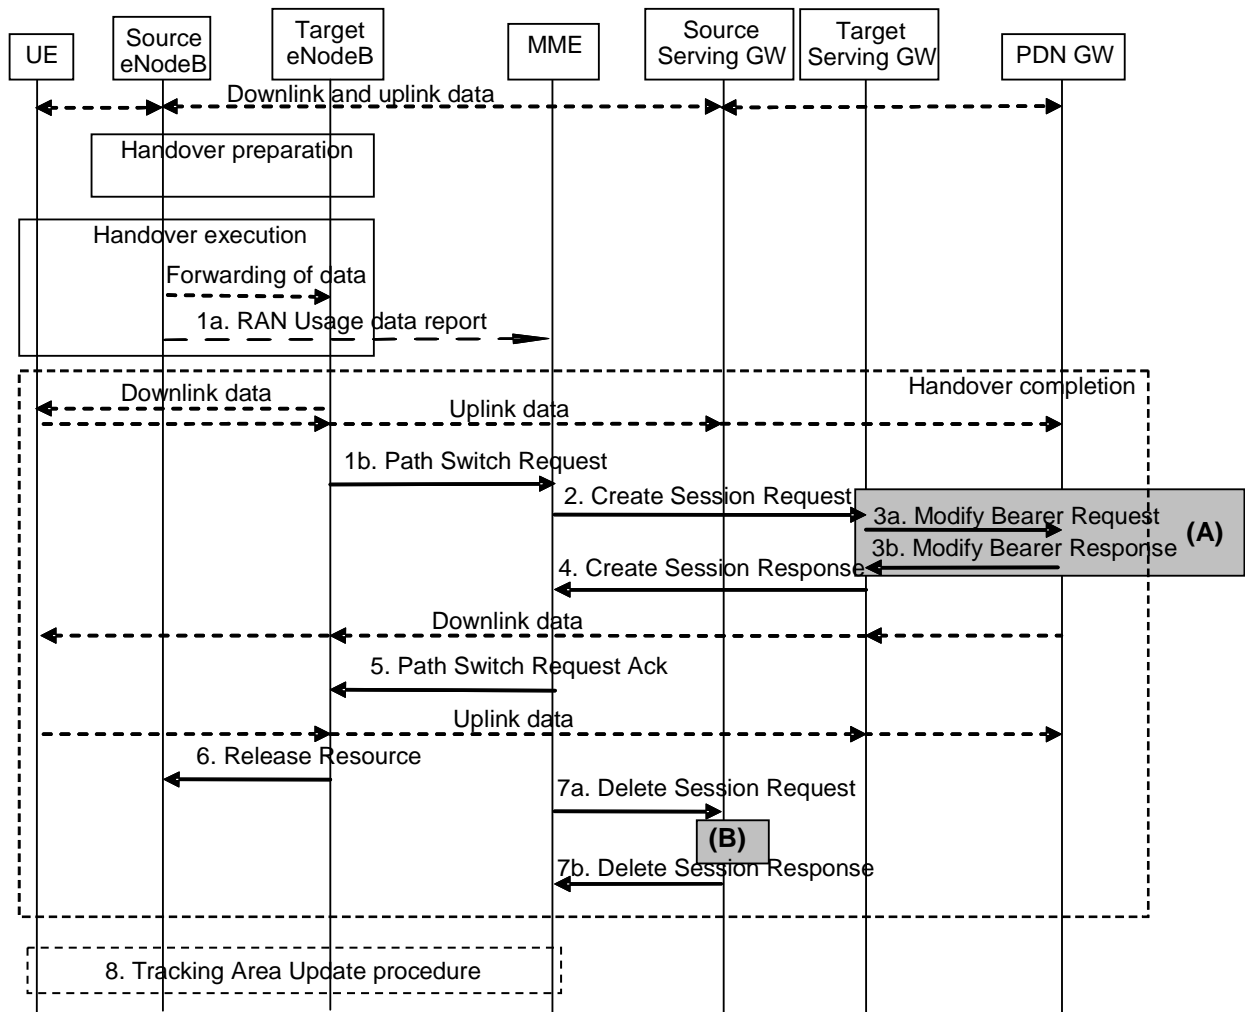 UE
Source
eNodeB
Target
eNodeB
MME
Source
Serving GW
Target
Serving GW
PDN GW
Downlink and uplink data
Handover preparation
Handover execution
Forwarding of data
1a. RAN Usage data report
Handover completion
Downlink data
Uplink data
1b. Path Switch Request
2. Create Session Request
3a. Modify Bearer Request
(A)
3b. Modify Bearer Response
4. Create Session Response
Downlink data
5. Path Switch Request Ack
Uplink data
6. Release Resource
7a. Delete Session Request
(B)
7b. Delete Session Response
8. Tracking Area Update procedure